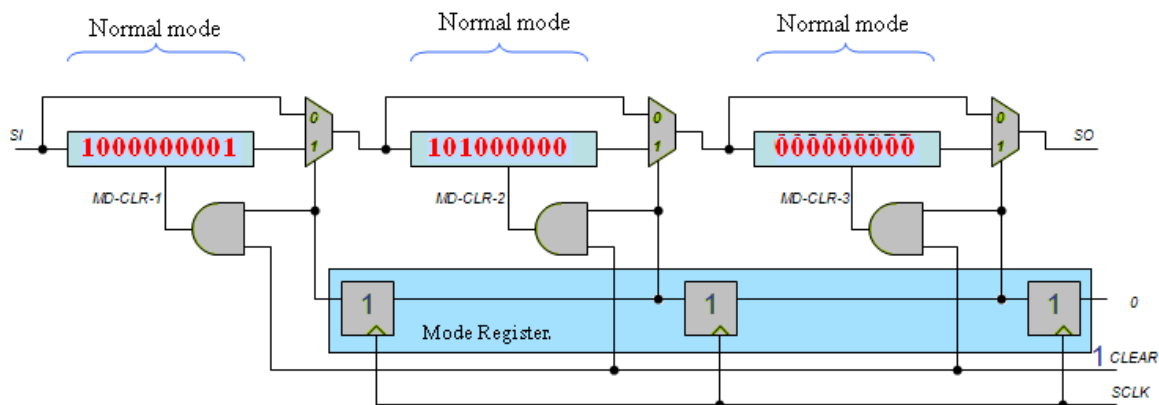 Normal mode
Normal mode
Normal mode
SI
1000000001
0
1
101000000
0
1
000000000
0
1
SO
MD-CLR-1
MD-CLR-2
MD-CLR-3
1
1
1
0
Mode Register.
1 CLEAR
SCLK